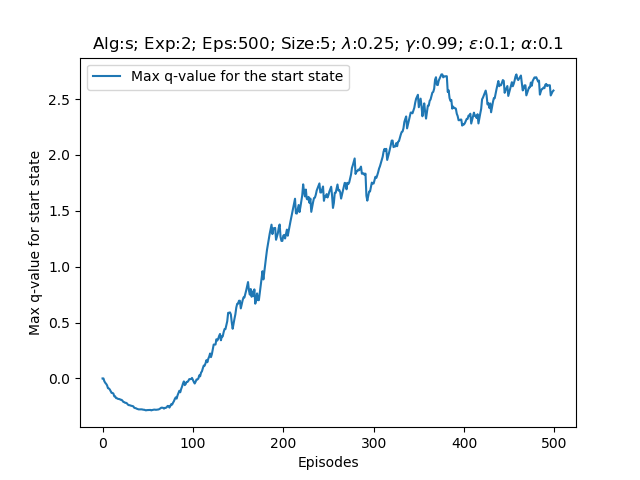 Alg:s; Exp:2; Eps:500; Size:5; λ:0.25; γ:0.99; ε:0.1; α:0.1
Max q-value for the start state
Max q-value for start state
2.5
2.0
1.5
1.0
0.5
0.0
0 100 200 300 400 500
Episodes